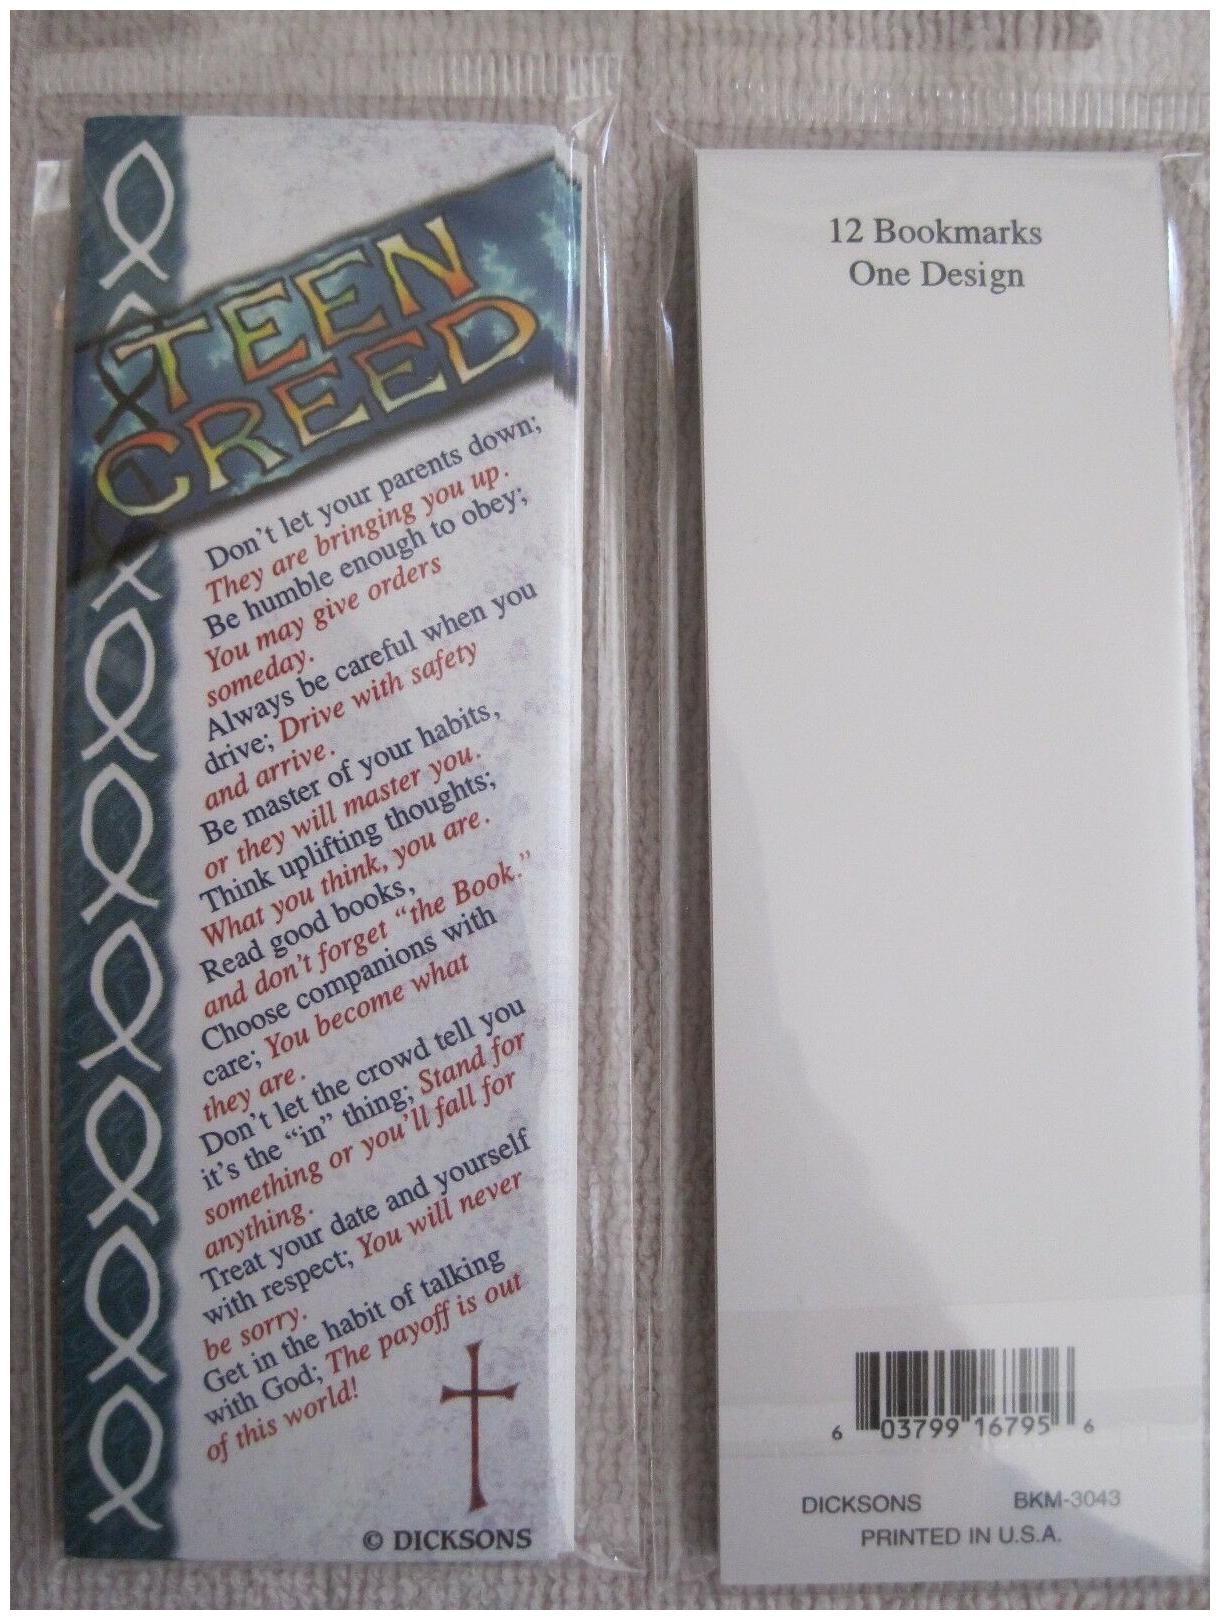 TEEN
CREED
Don't let your parents down;
They are bringing you up.
Be humble enough to obey;
You may give orders
someday.
Always be careful when you
drive; Drive with safety
and arrive.
Be master of your habits,
or they will master you.
Think uplifting thoughts;
What you think, you are.
Read good books,
and don't forget “the Book.”
Choose companions with
care; You become what
they are.
Don't let the crowd tell you
it's the “in” thing; Stand for
something or you'll fall for
anything.
Treat your date and yourself
with respect; You will never
be sorry.
Get in the habit of talking
with God; The payoff is out
of this world!
© DICKSONS
12 Bookmarks
One Design
6 03799 16795 6
DICKSONS BKM-3043
PRINTED IN U.S.A.